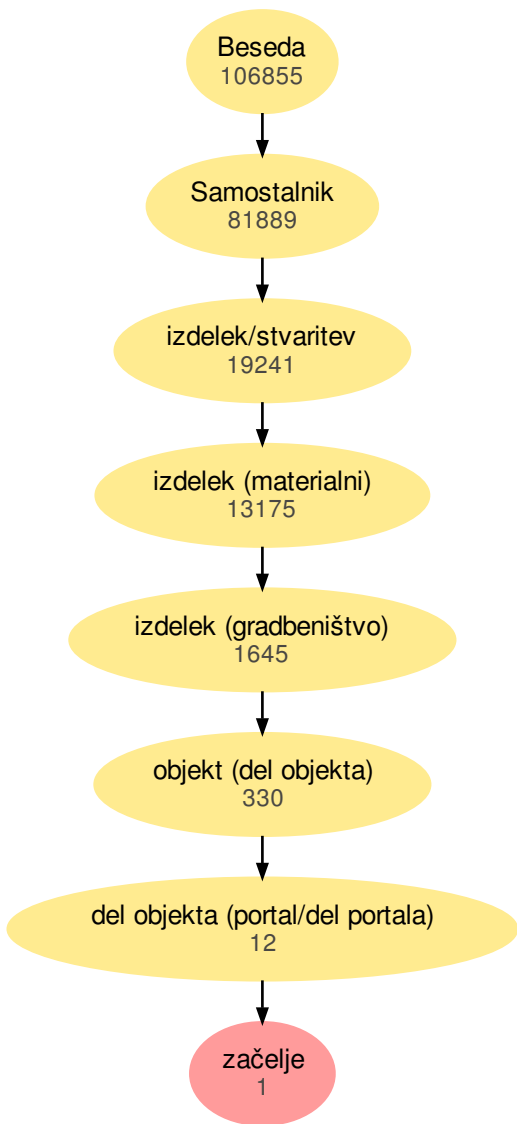 Beseda
106855
Samostalnik
81889
izdelek/stvaritev
19241
izdelek (materialni)
13175
izdelek (gradbeništvo)
1645
objekt (del objekta)
330
del objekta (portal/del portala)
12
začelje
1